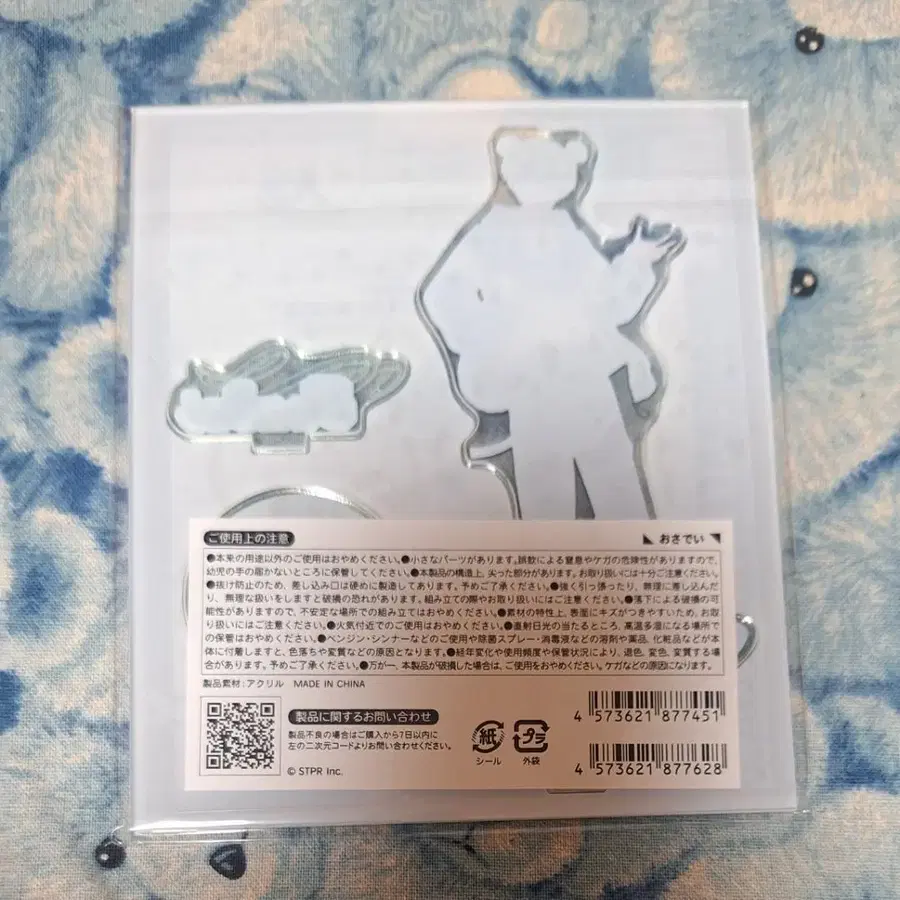 ご使用上の注意
おさでい
●本来の用途以外のご使用はおやめください。●小さなパーツがあります。誤飲による窒息やケガの危険性がありますので、
幼児の手の届かないところに保管してください。●本製品の構造上、尖った部分があります。お取り扱いには十分ご注意ください。
●抜け防止のため、差し込み口は硬めに製造してあります。予めご了承ください。●強く引っ張ったり、無理に差し込んだ
り、無理な扱いをしますと破損の恐れがあります。組み立ての際やお取り扱いにはご注意ください。●落下による破損の可
能性がありますので、不安定な場所での組み立てはおやめください。●素材の特性上、表面にキズがつきやすいため、お取
り扱いにはご注意ください。●火気付近でのご使用はおやめください。●直射日光の当たるところ、高温多湿になる場所で
の保管はおやめください。●ベンジン・シンナーなどのご使用や除菌スプレー・消毒液などの溶剤や薬品、化粧品などが本
体に付着しますと、色落ちや変質などの原因となります。●経年変化や使用頻度や保管状況により、退色、変色、変質する場
合があります。予めご了承ください。●万が一、本製品が破損した場合は、ご使用をおやめください。ケガなどの原因になります。
製品素材:アクリル MADE IN CHINA
製品に関するお問い合わせ
製品不良の場合はご購入から7日以内に
左の二次元コードよりお問い合わせください。
© STPR Inc.
紙
シール
プラ
外袋
4 573621 877451
4 573621 877628